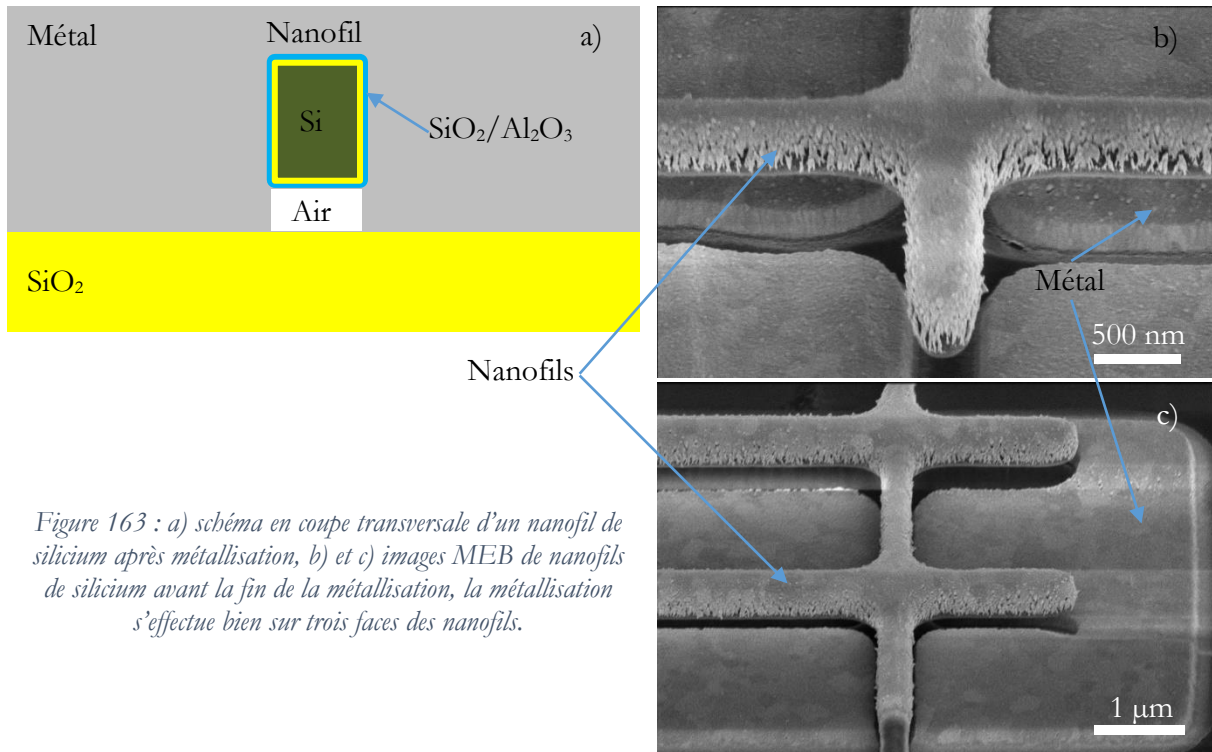 Métal
Nanofil
a)
Si
SiO₂/Al₂O₃
Air
SiO₂
b)
Métal
500 nm
Nanofils
c)
1 µm
Figure 163 : a) schéma en coupe transversale d’un nanofil de
silicium après métallisation, b) et c) images MEB de nanofils
de silicium avant la fin de la métallisation, la métallisation
s’effectue bien sur trois faces des nanofils.